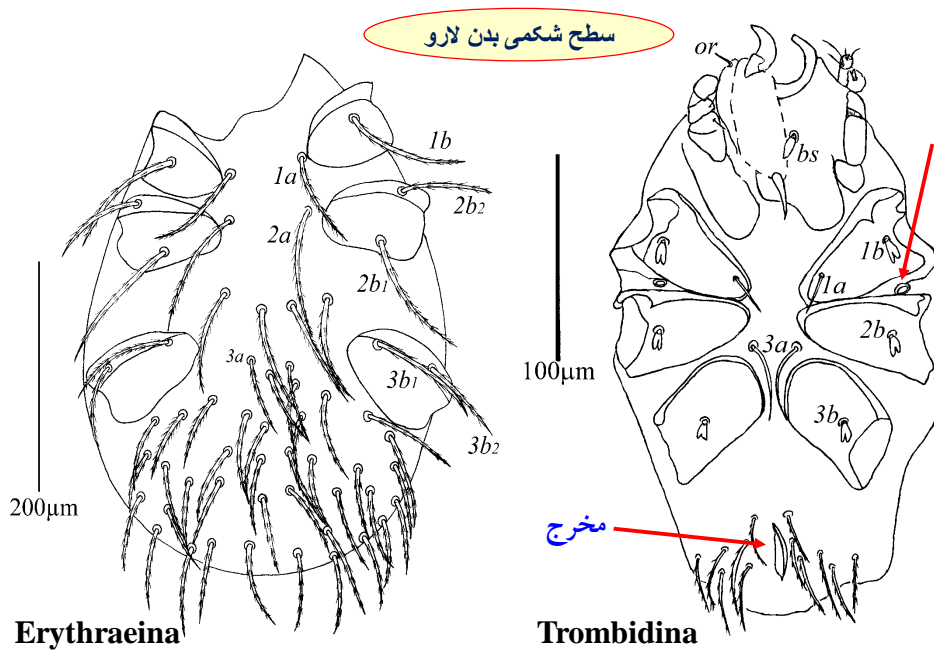 سطح شکمی بدن لارو
or
bs
1b
1a
2b2
2a
2b1
3a
3b1
3b2
200µm
1b
1a
2b
3a
3b
100µm
مخرج
Erythraeina
Trombidina